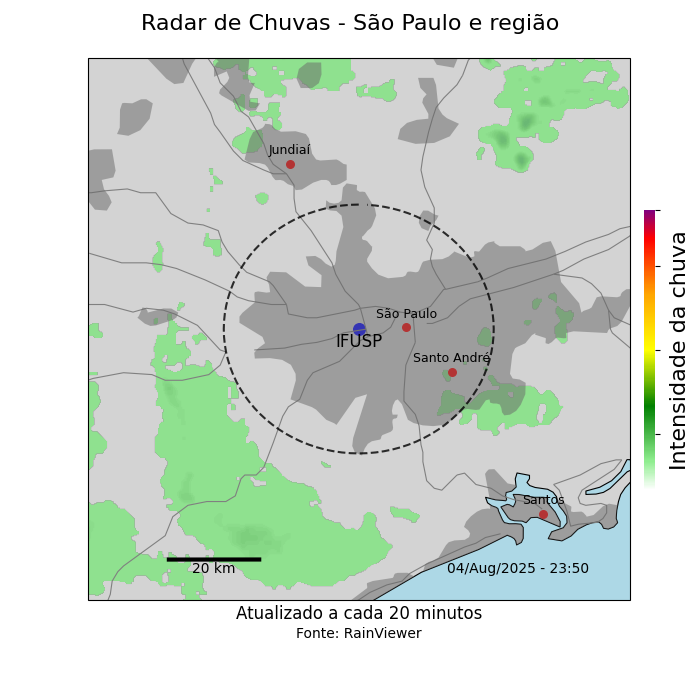 Radar de Chuvas - São Paulo e região
Jundiaí
São Paulo
IFUSP
Santo André
Santos
20 km
04/Aug/2025 - 23:50
Intensidade da chuva
Atualizado a cada 20 minutos
Fonte: RainViewer